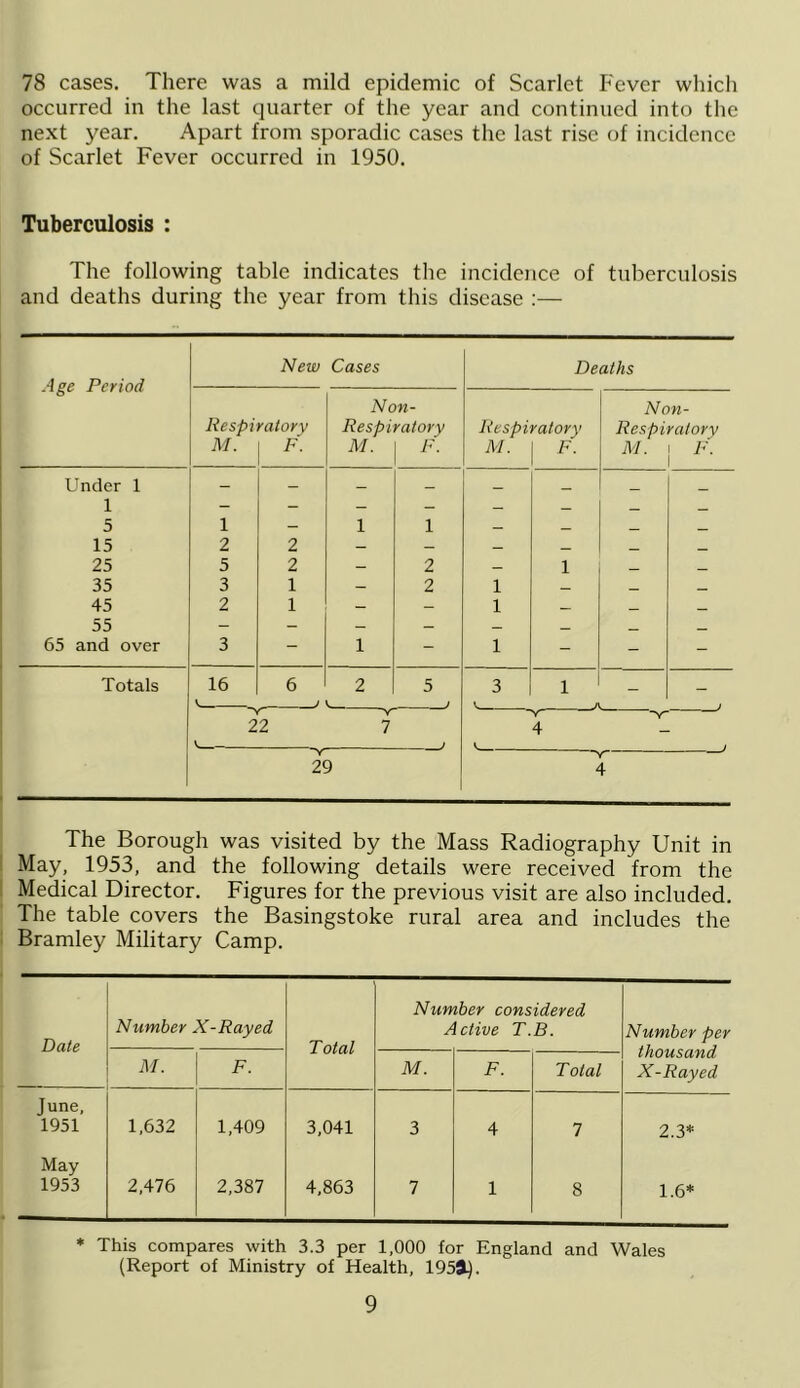 78 cases. There was a mild epidemic of Scarlet Fever which
occurred in the last quarter of the year and continued into the
next year. Apart from sporadic cases the last rise of incidence
of Scarlet Fever occurred in 1950.
Tuberculosis :
The following table indicates the incidence of tuberculosis
and deaths during the year from this disease :—
Age Period | New Cases | Deaths
Respiratory | Non-Respiratory | Respiratory | Non-Respiratory
M. | F. | M. | F. | M. | F. | M. | F.
Under 1 | – | – | – | – | – | – | – | –
1 | – | – | – | – | – | – | – | –
5 | 1 | – | 1 | 1 | – | – | – | –
15 | 2 | 2 | – | – | – | – | – | –
25 | 5 | 2 | – | 2 | – | 1 | – | –
35 | 3 | 1 | – | 2 | 1 | – | – | –
45 | 2 | 1 | – | – | 1 | – | – | –
55 | – | – | – | – | – | – | – | –
65 and over | 3 | – | 1 | – | 1 | – | – | –
Totals | 16 | 6 | 2 | 5 | 3 | 1 | – | –
22 | 7 | 4 | –
29 | 4
The Borough was visited by the Mass Radiography Unit in
May, 1953, and the following details were received from the
Medical Director. Figures for the previous visit are also included.
The table covers the Basingstoke rural area and includes the
Bramley Military Camp.
Date | Number X-Rayed | Total | Number considered Active T.B. | Number per thousand X-Rayed
M. | F. | M. | F. | Total
June, 1951 | 1,632 | 1,409 | 3,041 | 3 | 4 | 7 | 2.3*
May 1953 | 2,476 | 2,387 | 4,863 | 7 | 1 | 8 | 1.6*
* This compares with 3.3 per 1,000 for England and Wales
(Report of Ministry of Health,
9